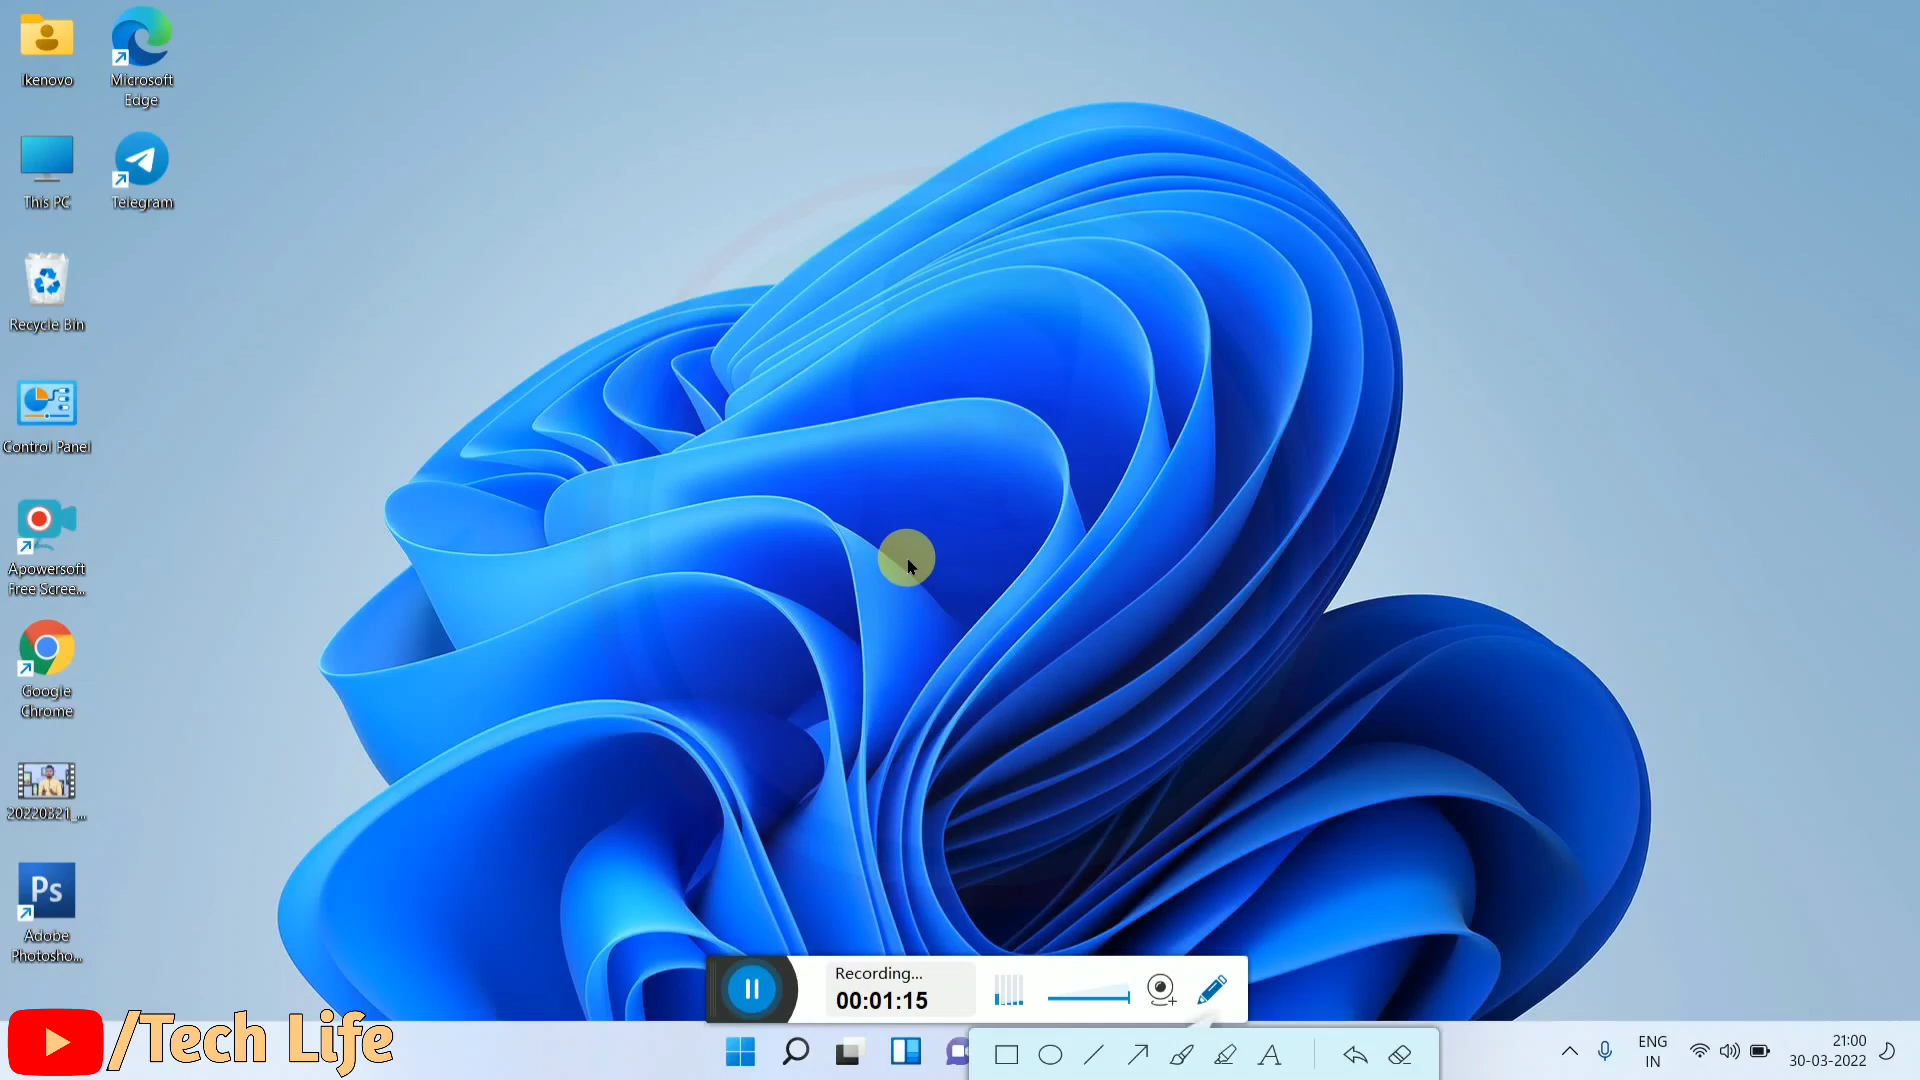 Ikenovo
Microsoft
Edge
This PC
Telegram
Recycle Bin
Control Panel
Apowersoft
Free Scree...
Google
Chrome
20220321_...
Ps
Adobe
Photosho...
Recording...
00:01:15
/Tech Life
ENG
IN
21:00
30-03-2022